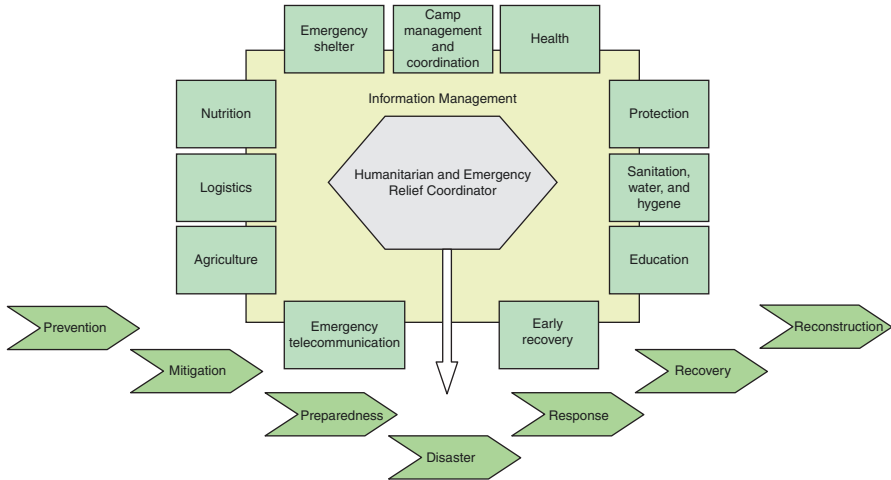 Emergency
shelter
Camp
management
and
coordination
Health
Information Management
Nutrition
Protection
Humanitarian and Emergency
Relief Coordinator
Logistics
Sanitation,
water, and
hygene
Agriculture
Education
Emergency
telecommunication
Early
recovery
Prevention
Mitigation
Preparedness
Disaster
Response
Recovery
Reconstruction